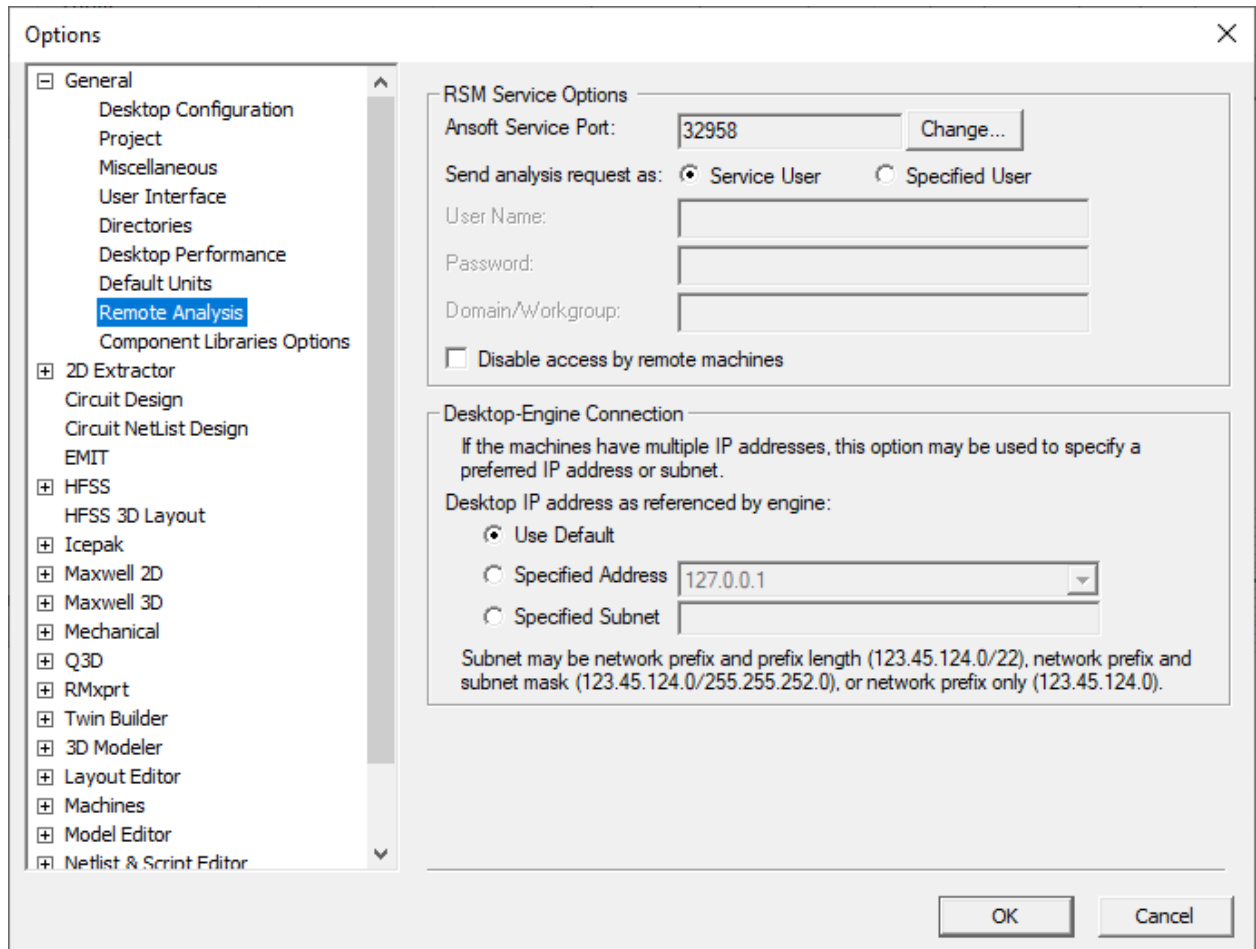 Options
General
Desktop Configuration
Project
Miscellaneous
User Interface
Directories
Desktop Performance
Default Units
Remote Analysis
Component Libraries Options
2D Extractor
Circuit Design
Circuit NetList Design
EMIT
HFSS
HFSS 3D Layout
Icepak
Maxwell 2D
Maxwell 3D
Mechanical
Q3D
RMxprt
Twin Builder
3D Modeler
Layout Editor
Machines
Model Editor
Netlist & Script Editor
RSM Service Options
Ansoft Service Port: 32958 Change...
Send analysis request as: Service User Specified User
User Name:
Password:
Domain/Workgroup:
Disable access by remote machines
Desktop-Engine Connection
If the machines have multiple IP addresses, this option may be used to specify a
preferred IP address or subnet.
Desktop IP address as referenced by engine:
Use Default
Specified Address 127.0.0.1
Specified Subnet
Subnet may be network prefix and prefix length (123.45.124.0/22), network prefix and
subnet mask (123.45.124.0/255.255.252.0), or network prefix only (123.45.124.0).
OK Cancel